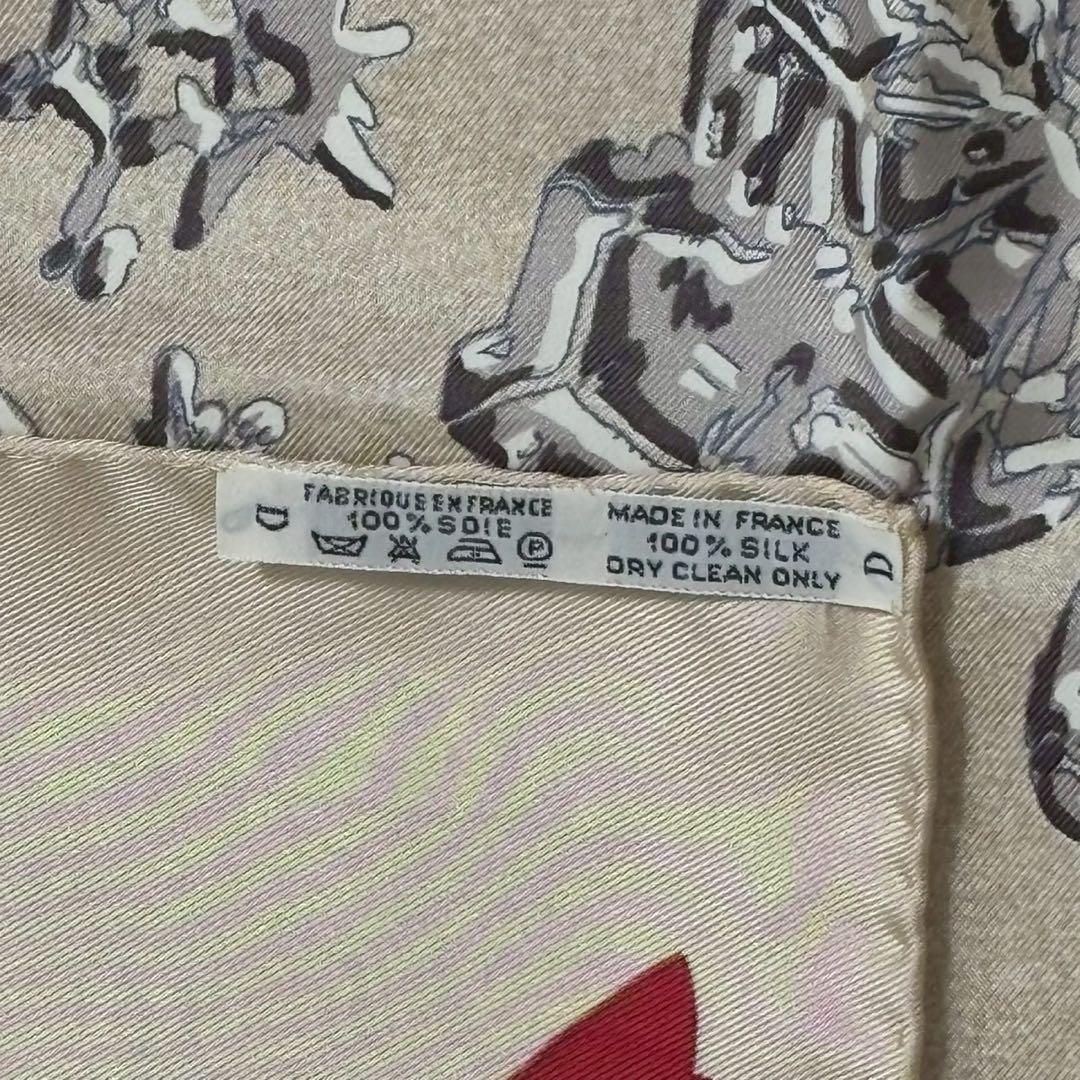 D
FABRIQUE EN FRANCE
100% SOIE
P
MADE IN FRANCE
100% SILK
DRY CLEAN ONLY
D